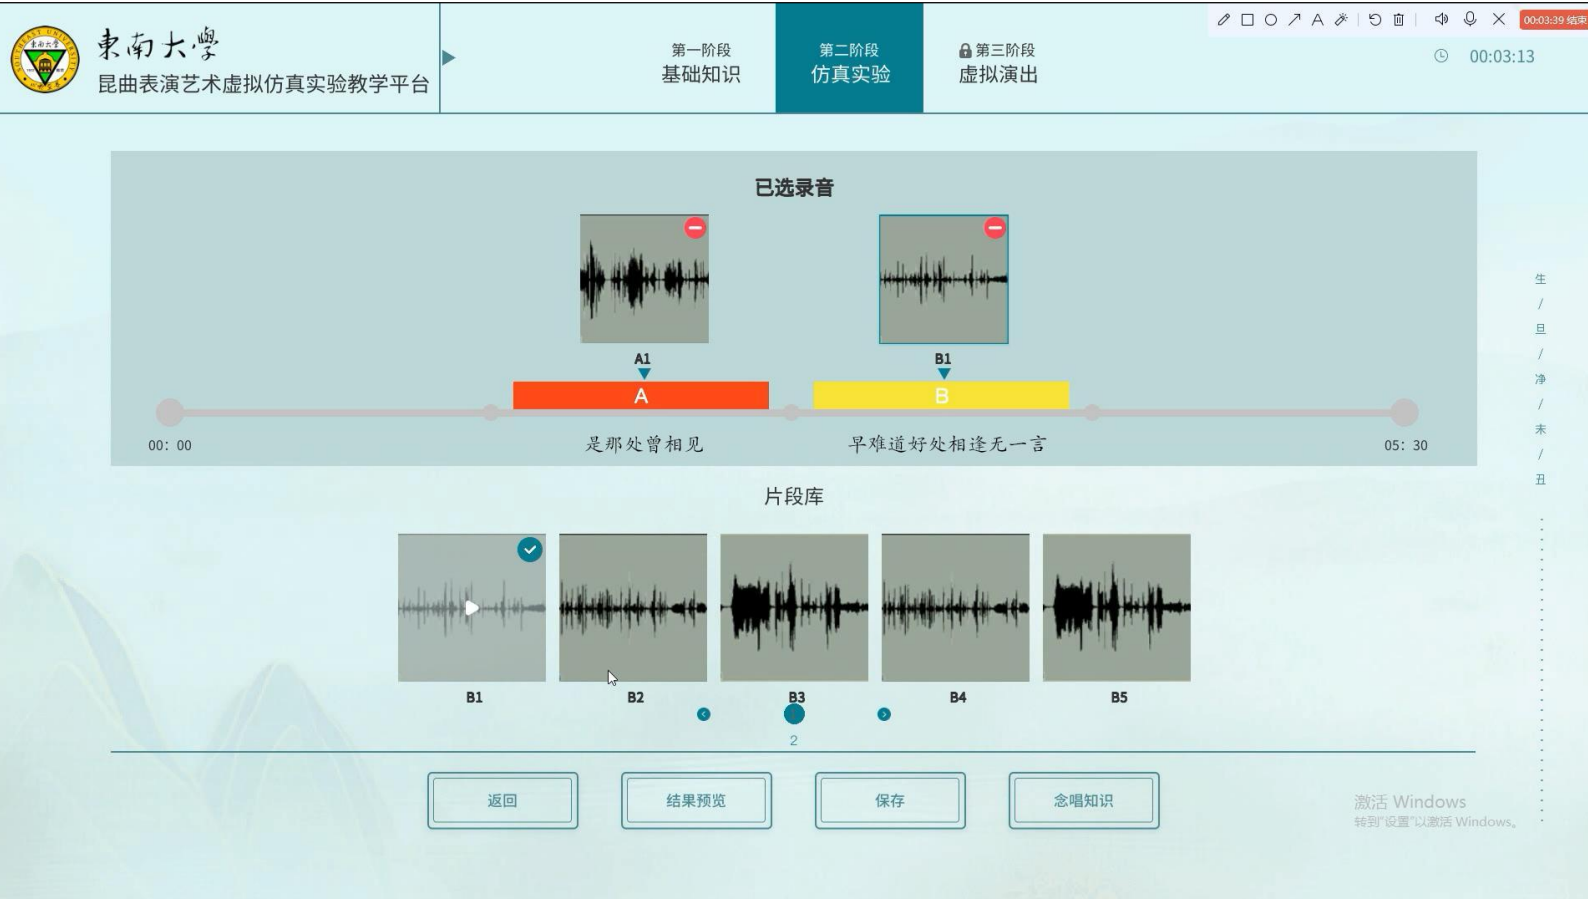 東南大學
昆曲表演艺术虚拟仿真实验教学平台
第一阶段
基础知识
第二阶段
仿真实验
第三阶段
虚拟演出
00:03:39 结束
00:03:13
已选录音
A1
B1
A
B
00: 00
是那处曾相见
早难道好处相逢无一言
05: 30
生
/
旦
/
净
/
末
/
丑
片段库
B1
B2
B3
B4
B5
2
返回
结果预览
保存
念唱知识
激活 Windows
转到"设置"以激活 Windows。